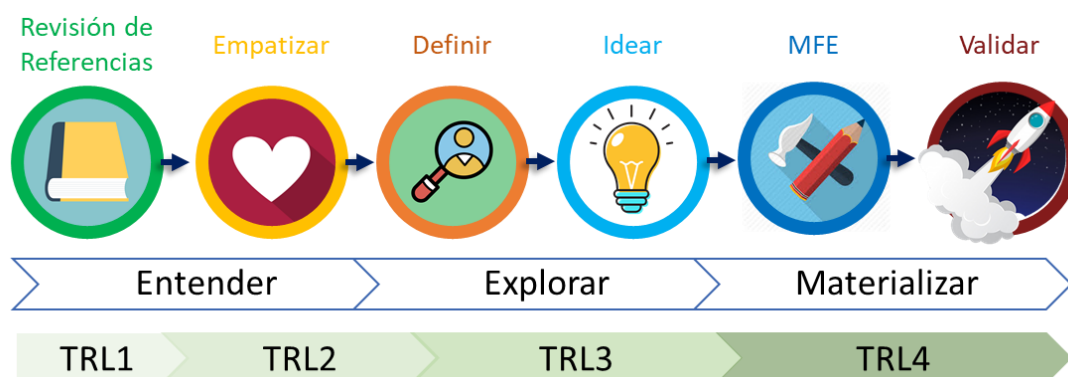 Revisión de
Referencias
Empatizar
Definir
Idear
MFE
Validar
Entender
Explorar
Materializar
TRL1
TRL2
TRL3
TRL4